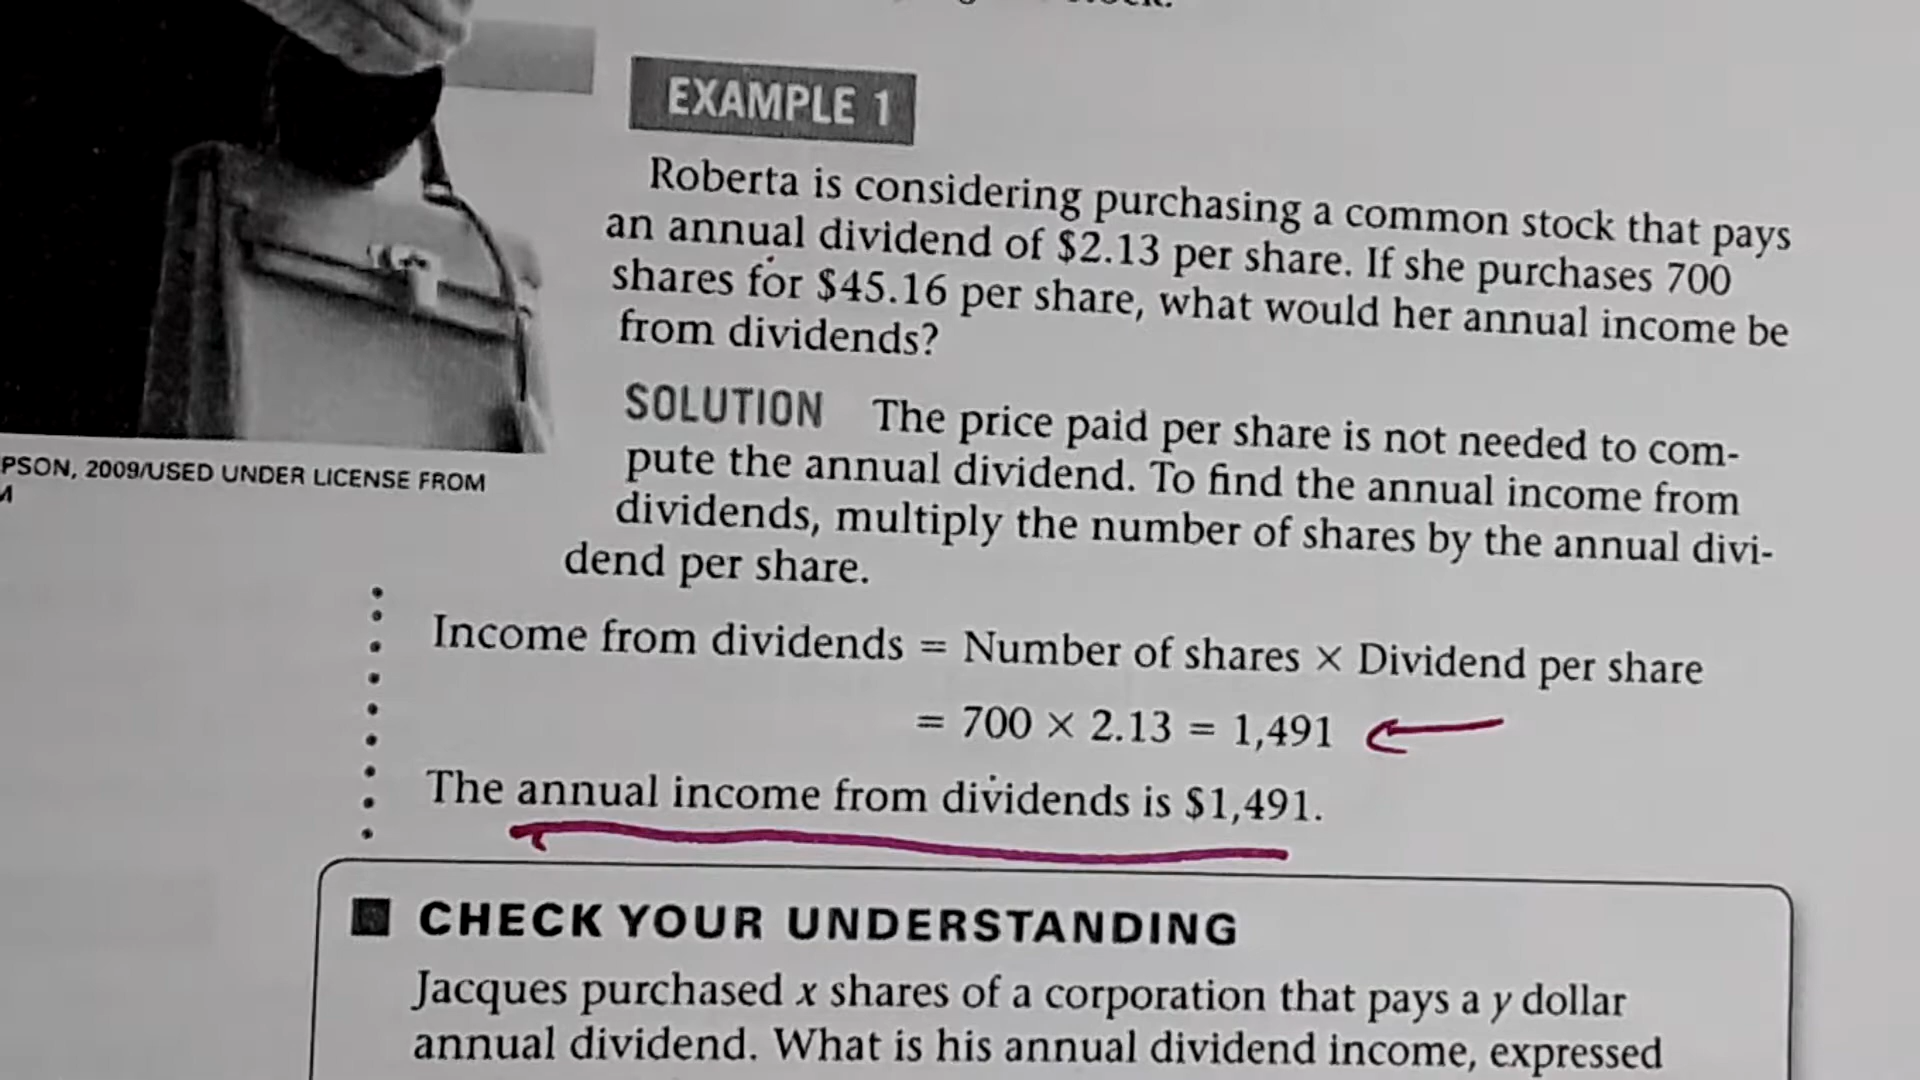 EXAMPLE 1
Roberta is considering purchasing a common stock that pays
an annual dividend of $2.13 per share. If she purchases 700
shares for $45.16 per share, what would her annual income be
from dividends?
SOLUTION The price paid per share is not needed to com-
pute the annual dividend. To find the annual income from
dividends, multiply the number of shares by the annual divi-
dend per share.
PSON, 2009/USED UNDER LICENSE FROM
Income from dividends = Number of shares × Dividend per share
= 700 × 2.13 = 1,491
The annual income from dividends is $1,491.
CHECK YOUR UNDERSTANDING
Jacques purchased x shares of a corporation that pays a y dollar
annual dividend. What is his annual dividend income, expressed